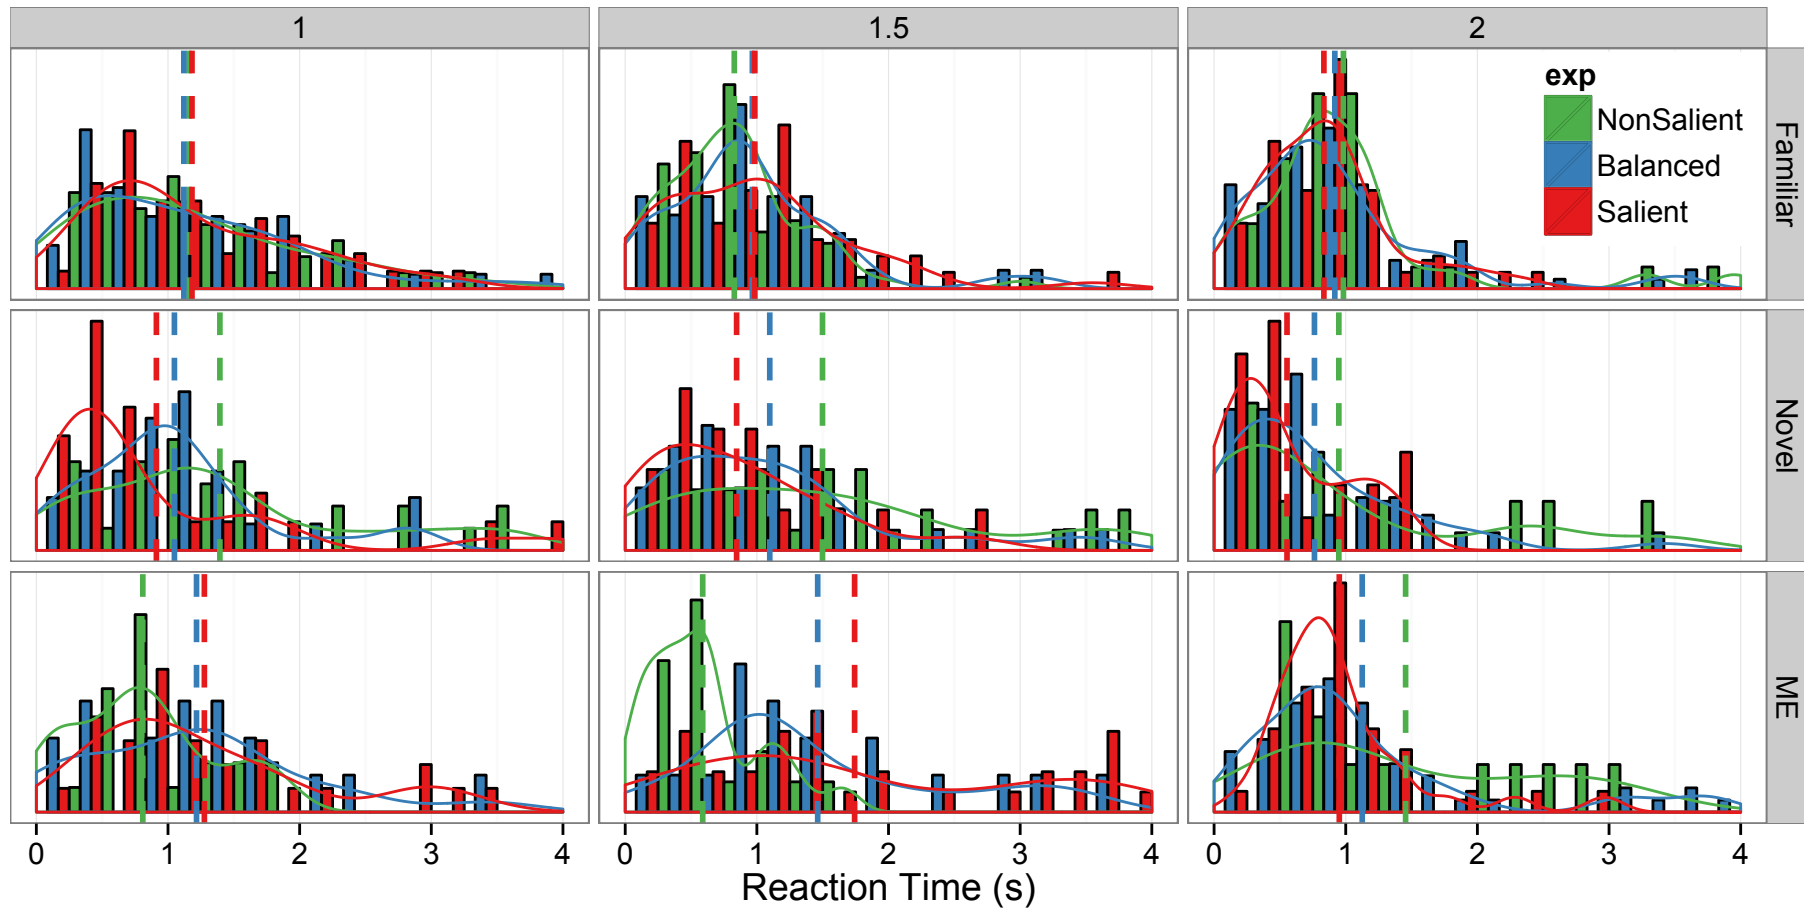 1 1.5 2
exp
NonSalient
Balanced
Salient
Familiar
Novel
ME
0 1 2 3 4 0 1 2 3 4 0 1 2 3 4
Reaction Time (s)